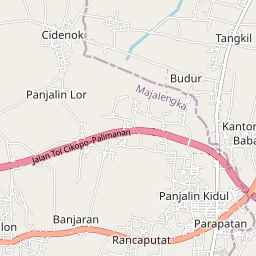 Cidenok
Tangkil
Budur
Panjalin Lor
Majalengka
Kantor
Baba
Jalan Tol Cikopo-Palimanan
Panjalin Kidul
lon
Banjaran
Parapatan
Rancaputat